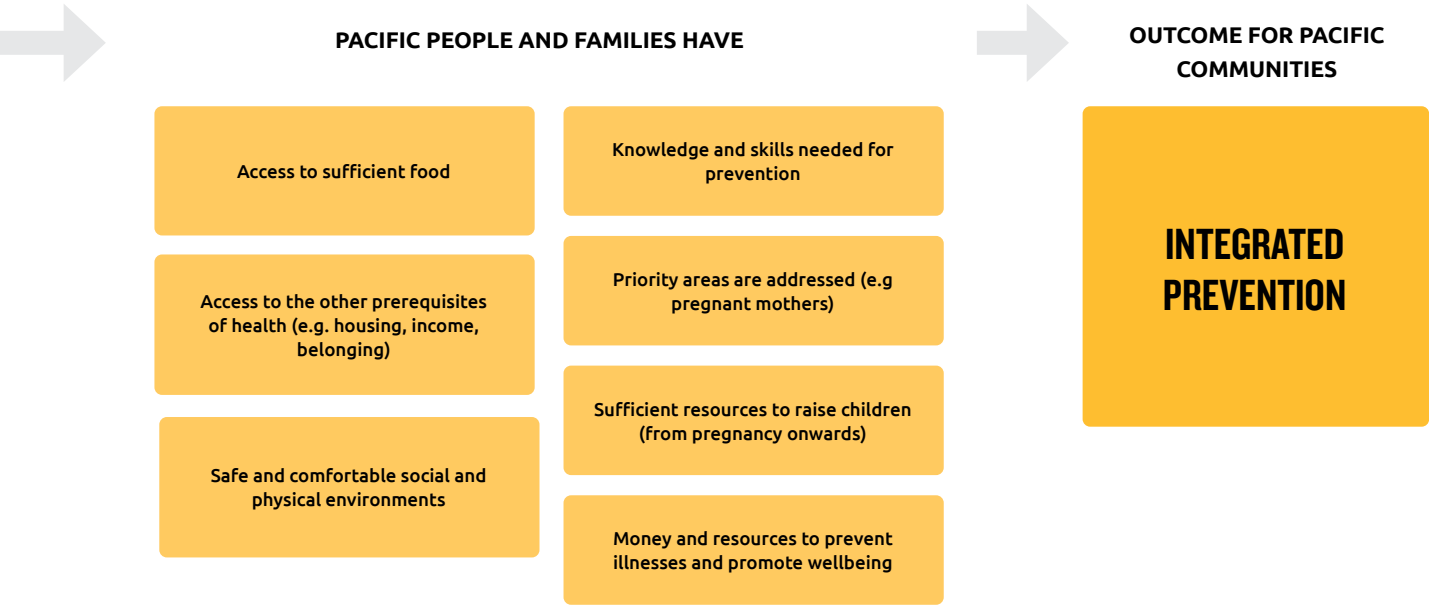 PACIFIC PEOPLE AND FAMILIES HAVE
OUTCOME FOR PACIFIC
COMMUNITIES
Access to sufficient food
Access to the other prerequisites
of health (e.g. housing, income,
belonging)
Safe and comfortable social and
physical environments
Knowledge and skills needed for
prevention
Priority areas are addressed (e.g
pregnant mothers)
Sufficient resources to raise children
(from pregnancy onwards)
Money and resources to prevent
illnesses and promote wellbeing
INTEGRATED
PREVENTION